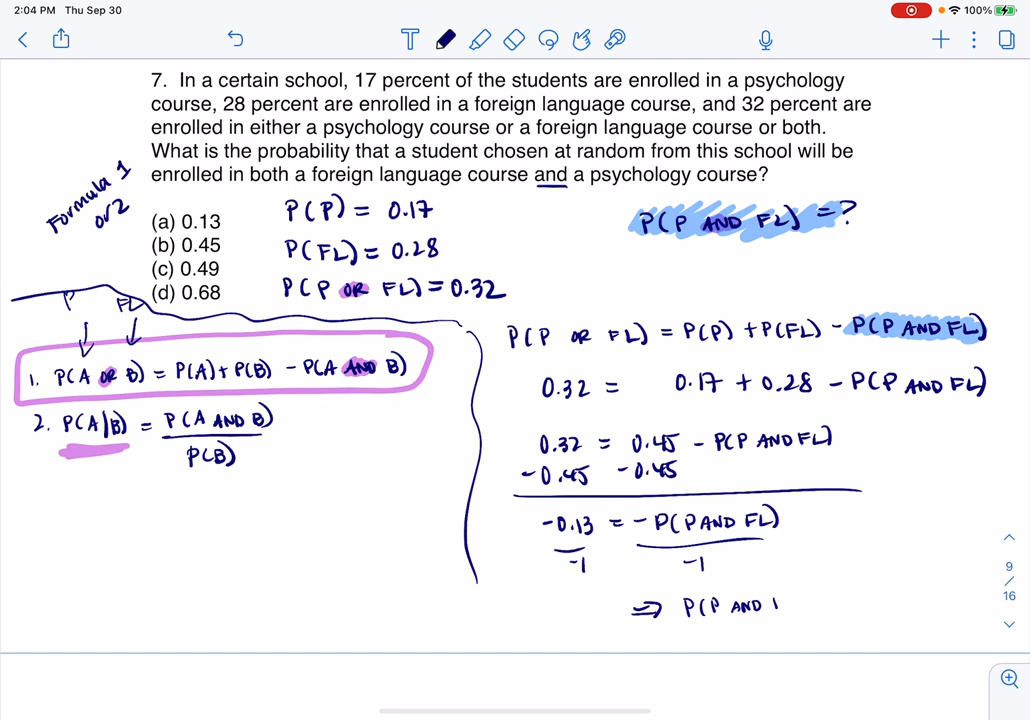 2:04 PM Thu Sep 30
100%
7. In a certain school, 17 percent of the students are enrolled in a psychology
course, 28 percent are enrolled in a foreign language course, and 32 percent are
enrolled in either a psychology course or a foreign language course or both.
What is the probability that a student chosen at random from this school will be
enrolled in both a foreign language course and a psychology course?
Formula 1
or 2
(a) 0.13
(b) 0.45
(c) 0.49
(d) 0.68
P(P) = 0.17
P(FL) = 0.28
P(P OR FL) = 0.32
P(P AND FL) = ?
P FL
1. P(A OR B) = P(A) + P(B) - P(A AND B)
2. P(A|B) = P(A AND B)
P(B)
P(P OR FL) = P(P) + P(FL) - P(P AND FL)
0.32 = 0.17 + 0.28 - P(P AND FL)
0.32 = 0.45 - P(P AND FL)
-0.45 -0.45
-0.13 = - P(P AND FL)
-1 -1
⇒ P(P AND
9
/
16